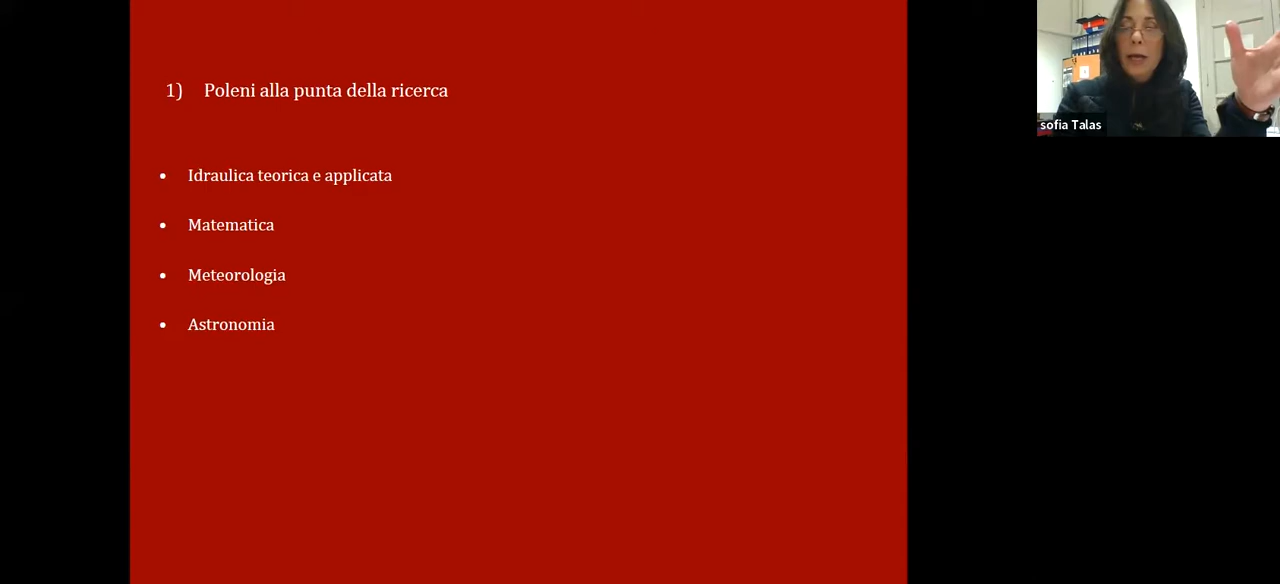 1) Poleni alla punta della ricerca
• Idraulica teorica e applicata
• Matematica
• Meteorologia
• Astronomia
sofia Talas